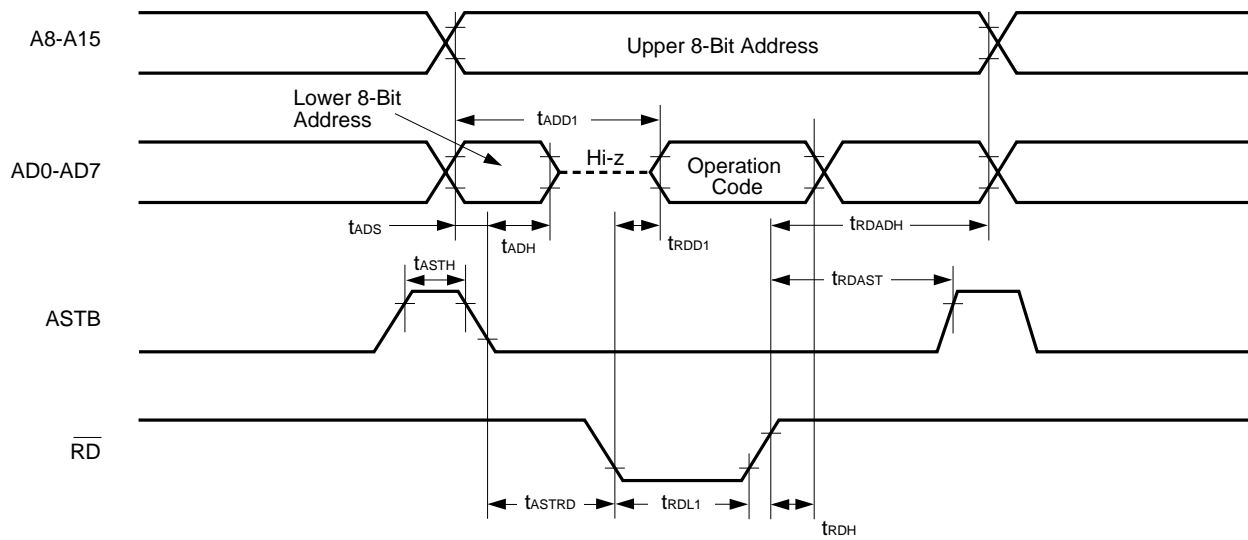 A8-A15
Upper 8-Bit Address
Lower 8-Bit
Address
tADD1
AD0-AD7
Hi-z
Operation
Code
tADS
tADH
tRDD1
tRDADH
tASTH
tRDAST
ASTB
RD
tASTRD
tRDL1
tRDH